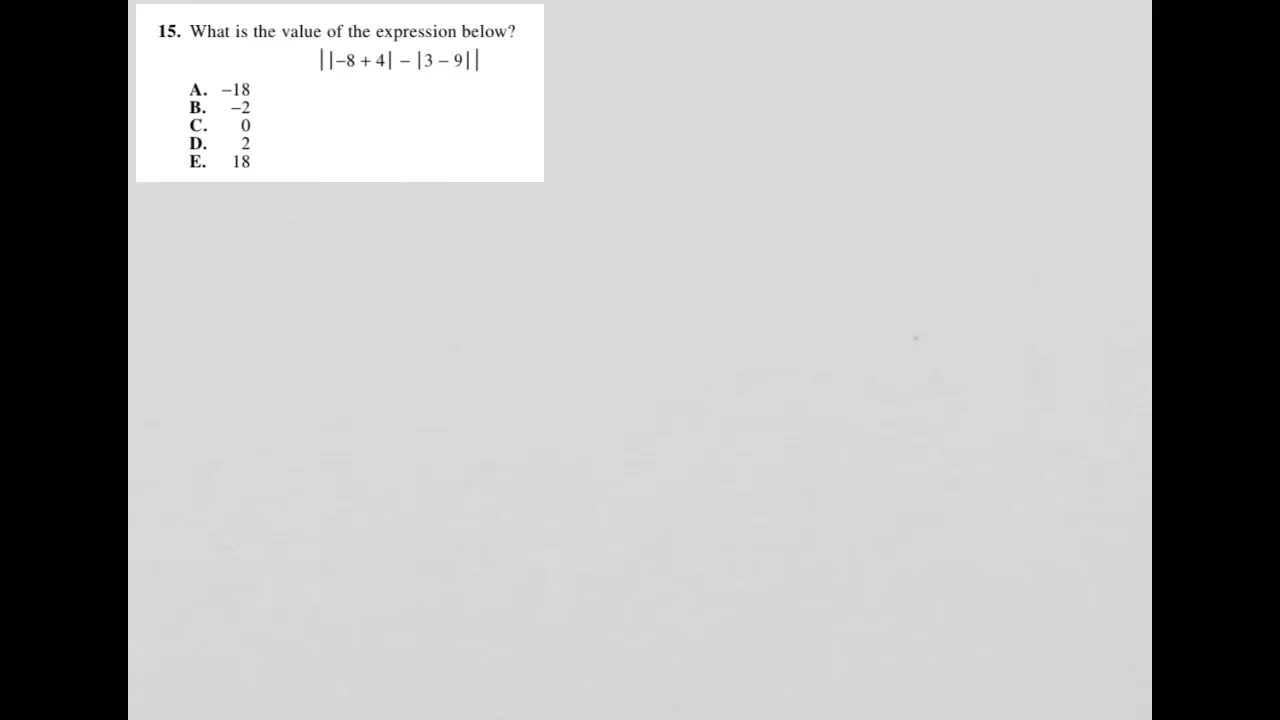 15. What is the value of the expression below?
||−8 + 4| − |3 − 9||
A. −18
B. −2
C. 0
D. 2
E. 18